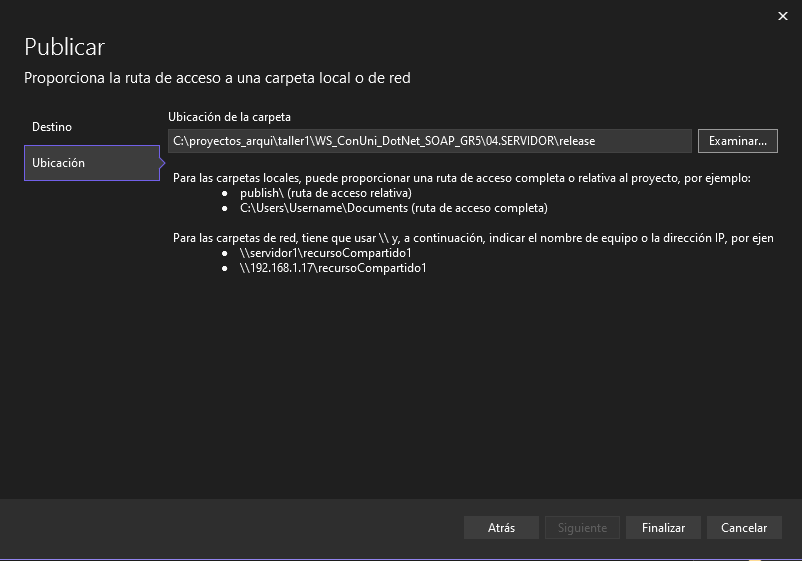 Publicar
Proporciona la ruta de acceso a una carpeta local o de red
Destino
Ubicación
Ubicación de la carpeta
C:\proyectos_arqui\taller1\WS_ConUni_DotNet_SOAP_GR5\04.SERVIDOR\release
Examinar...
Para las carpetas locales, puede proporcionar una ruta de acceso completa o relativa al proyecto, por ejemplo:
● publish\ (ruta de acceso relativa)
● C:\Users\Username\Documents (ruta de acceso completa)
Para las carpetas de red, tiene que usar \\ y, a continuación, indicar el nombre de equipo o la dirección IP, por ejen
● \\servidor1\recursoCompartido1
● \\192.168.1.17\recursoCompartido1
Atrás
Siguiente
Finalizar
Cancelar